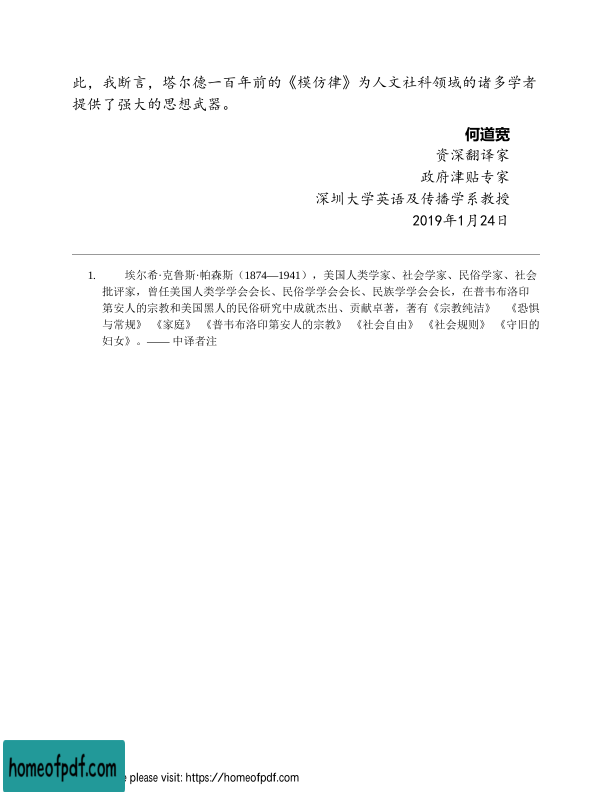 此，我断言，塔尔德一百年前的《模仿律》为人文社科领域的诸多学者
提供了强大的思想武器。
何道宽
资深翻译家
政府津贴专家
深圳大学英语及传播学系教授
2019年1月24日
1. 埃尔希·克鲁斯·帕森斯（1874—1941），美国人类学家、社会学家、民俗学家、社会
批评家，曾任美国人类学学会会长、民俗学学会会长、民族学学会会长，在普韦布洛印
第安人的宗教和美国黑人的民俗研究中成就杰出、贡献卓著，著有《宗教纯洁》 《恐惧
与常规》 《家庭》 《普韦布洛印第安人的宗教》 《社会自由》 《社会规则》 《守旧的
妇女》。—— 中译者注
homeofpdf.com
e please visit: https://homeofpdf.com